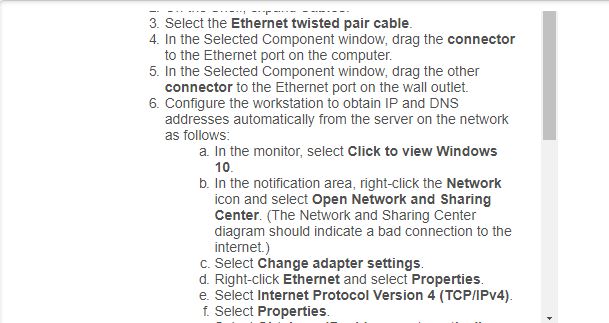 3. Select the Ethernet twisted pair cable.
4. In the Selected Component window, drag the connector
to the Ethernet port on the computer.
5. In the Selected Component window, drag the other
connector to the Ethernet port on the wall outlet.
6. Configure the workstation to obtain IP and DNS
addresses automatically from the server on the network
as follows:
a. In the monitor, select Click to view Windows
10.
b. In the notification area, right-click the Network
icon and select Open Network and Sharing
Center. (The Network and Sharing Center
diagram should indicate a bad connection to the
internet.)
c. Select Change adapter settings.
d. Right-click Ethernet and select Properties.
e. Select Internet Protocol Version 4 (TCP/IPv4).
f. Select Properties.